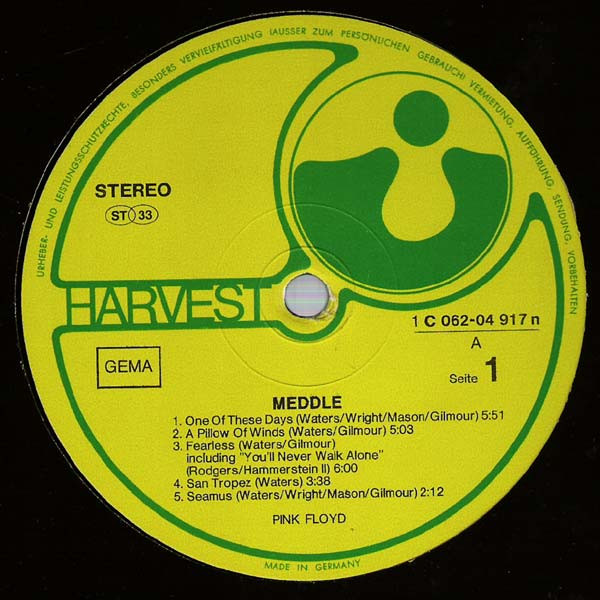 URHEBER- UND LEISTUNGSSCHUTZRECHTE, BESONDERS VERVIELFÄLTIGUNG (AUSSER ZUM PERSÖNLICHEN GEBRAUCH) VERMIETUNG, AUFFÜHRUNG, SENDUNG, VORBEHALTEN
STEREO
ST 33
HARVEST
1 C 062-04 917 n
A
GEMA
Seite 1
MEDDLE
1. One Of These Days (Waters/Wright/Mason/Gilmour) 5:51
2. A Pillow Of Winds (Waters/Gilmour) 5:03
3. Fearless (Waters/Gilmour)
including "You'll Never Walk Alone"
(Rodgers/Hammerstein II) 6:00
4. San Tropez (Waters) 3:38
5. Seamus (Waters/Wright/Mason/Gilmour) 2:12
PINK FLOYD
MADE IN GERMANY